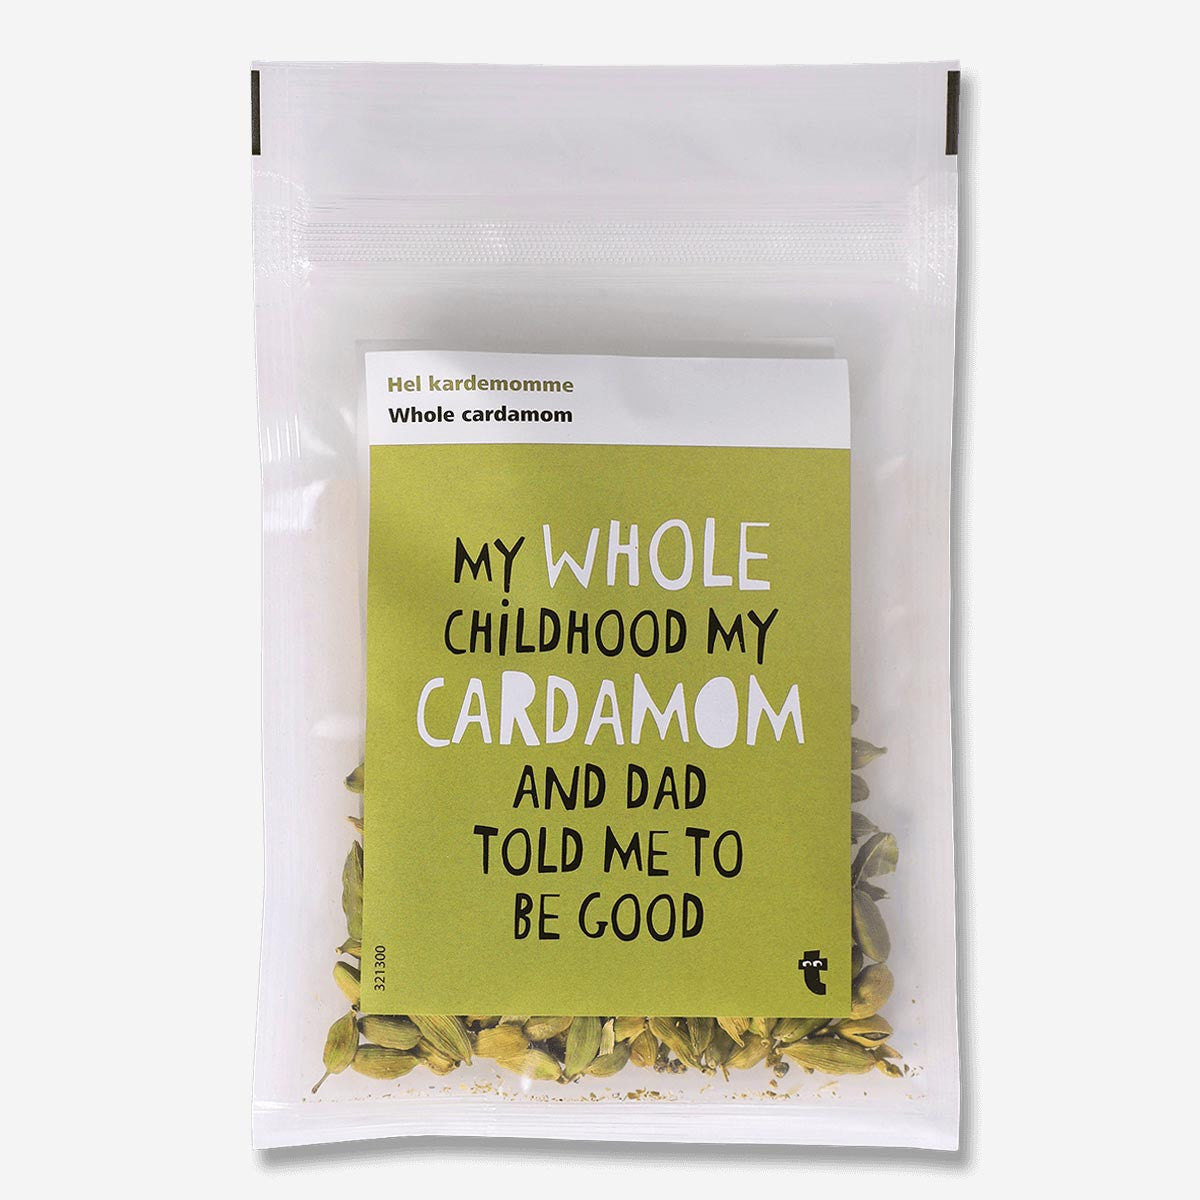 Hel kardemomme
Whole cardamom
MY WHOLE
CHiLDHOOD MY
CARDAMOM
AND DAD
TOLD ME TO
BE GOOD
321300
t